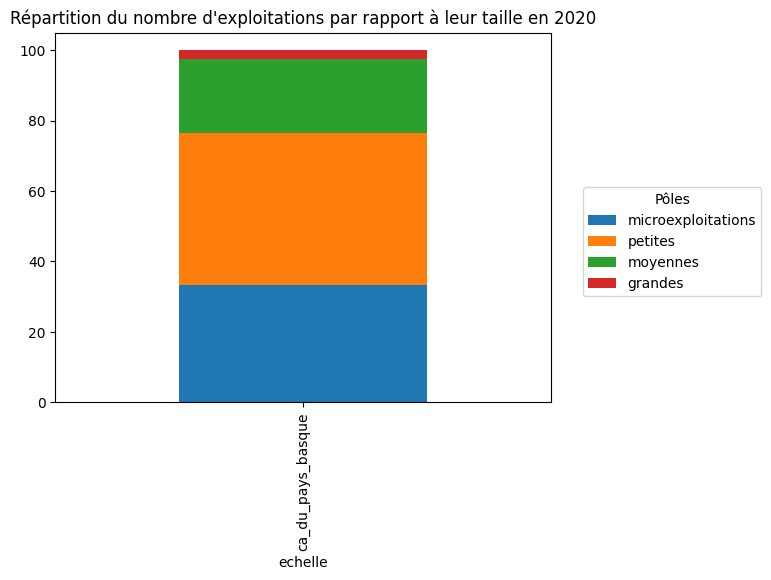 Répartition du nombre d'exploitations par rapport à leur taille en 2020
100
80
60
40
20
0
ca_du_pays_basque
echelle
Pôles
microexploitations
petites
moyennes
grandes